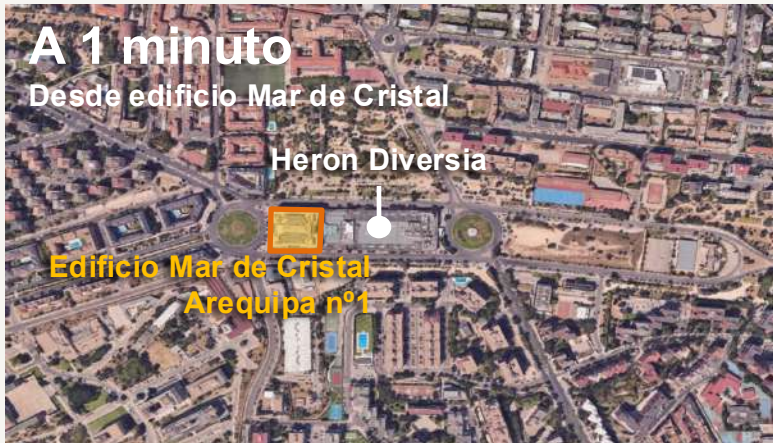 A 1 minuto
Desde edificio Mar de Cristal
Heron Diversia
Edificio Mar de Cristal
Arequipa nº1